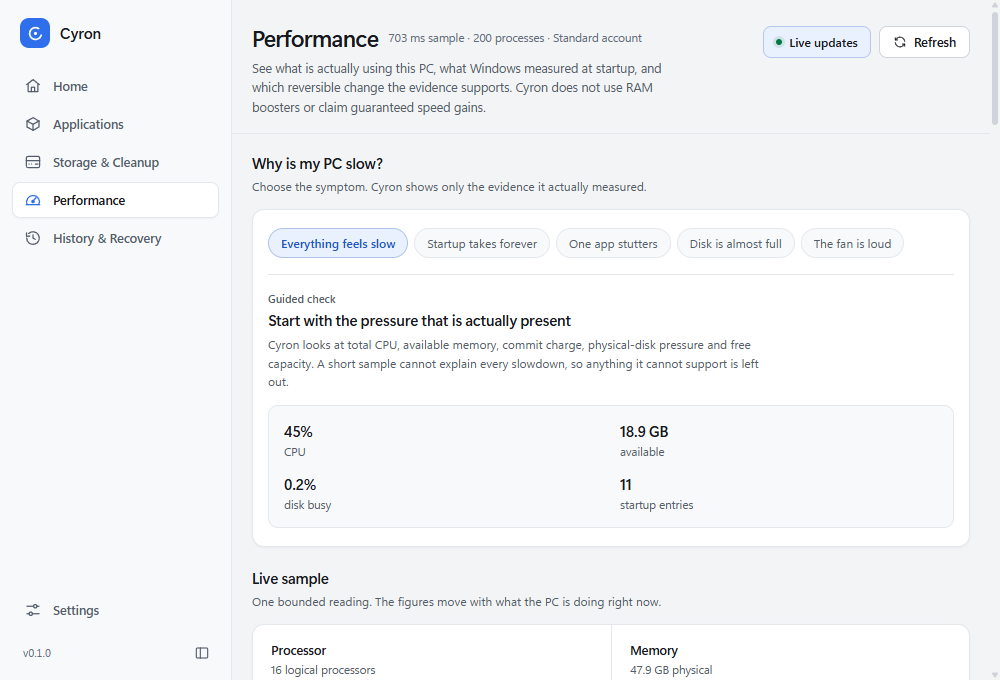 Cyron
Home
Applications
Storage & Cleanup
Performance
History & Recovery
Settings
v0.1.0
Performance
703 ms sample · 200 processes · Standard account
See what is actually using this PC, what Windows measured at startup, and
which reversible change the evidence supports. Cyron does not use RAM
boosters or claim guaranteed speed gains.
Live updates
Refresh
Why is my PC slow?
Choose the symptom. Cyron shows only the evidence it actually measured.
Everything feels slow
Startup takes forever
One app stutters
Disk is almost full
The fan is loud
Guided check
Start with the pressure that is actually present
Cyron looks at total CPU, available memory, commit charge, physical-disk pressure and free
capacity. A short sample cannot explain every slowdown, so anything it cannot support is left
out.
45%
CPU
18.9 GB
available
0.2%
disk busy
11
startup entries
Live sample
One bounded reading. The figures move with what the PC is doing right now.
Processor
16 logical processors
Memory
47.9 GB physical